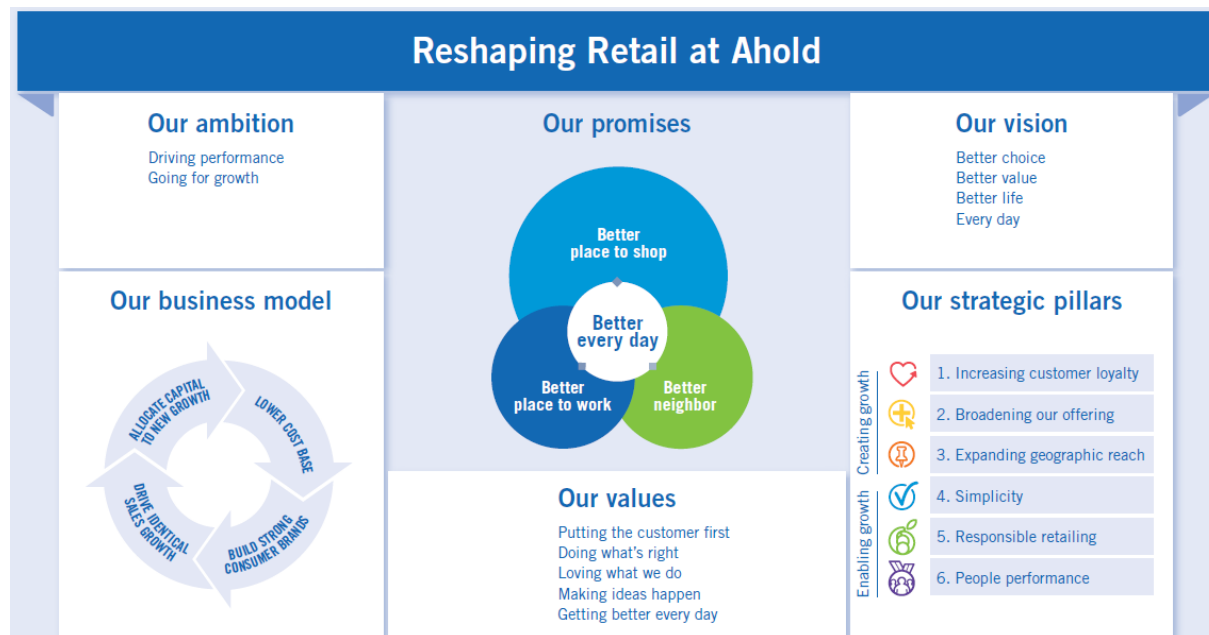 Reshaping Retail at Ahold
Our ambition
Driving performance
Going for growth
Our promises
Better
place to shop
Better
every day
Better
place to work
Better
neighbor
Our vision
Better choice
Better value
Better life
Every day
Our business model
ALLOCATE CAPITAL
TO NEW GROWTH
LOWER COST BASE
BUILD STRONG
CONSUMER BRANDS
DRIVE IDENTICAL
SALES GROWTH
Our values
Putting the customer first
Doing what's right
Loving what we do
Making ideas happen
Getting better every day
Our strategic pillars
Creating growth
1. Increasing customer loyalty
2. Broadening our offering
3. Expanding geographic reach
Enabling growth
4. Simplicity
5. Responsible retailing
6. People performance